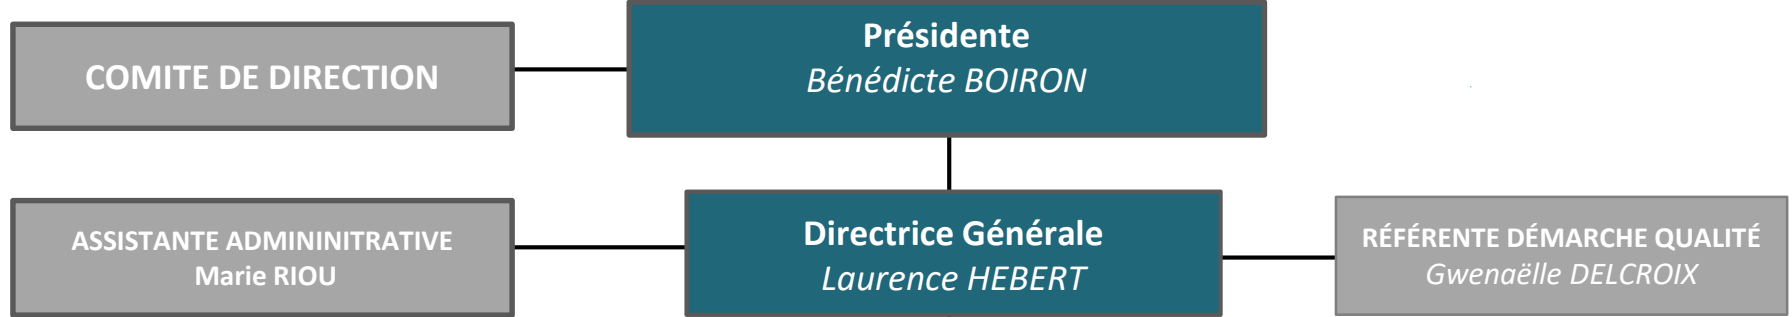 COMITE DE DIRECTION
Présidente
Bénédicte BOIRON
ASSISTANTE ADMININITRATIVE
Marie RIOU
Directrice Générale
Laurence HEBERT
RÉFÉRENTE DÉMARCHE QUALITÉ
Gwenaëlle DELCROIX